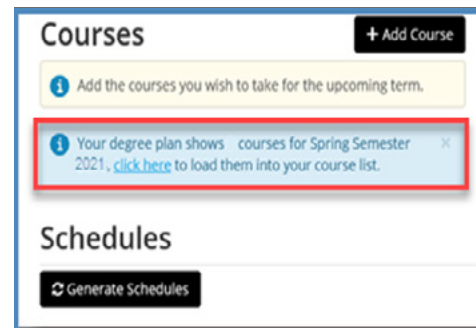 Courses
+ Add Course
Add the courses you wish to take for the upcoming term.
Your degree plan shows courses for Spring Semester
2021, click here to load them into your course list.
Schedules
Generate Schedules